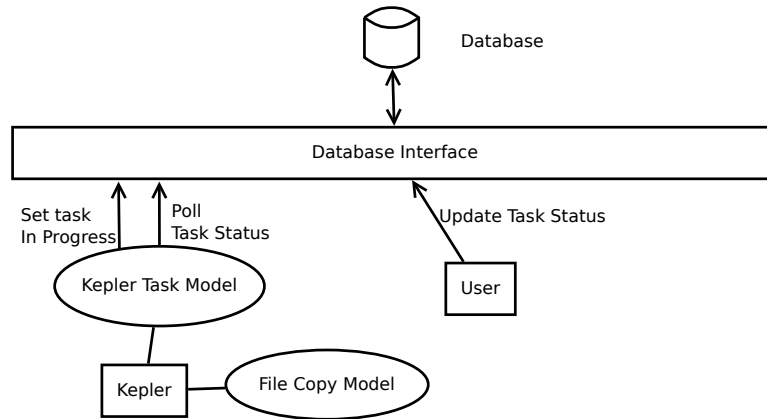 Database
Database Interface
Set task
In Progress
Poll
Task Status
Update Task Status
Kepler Task Model
User
Kepler
File Copy Model